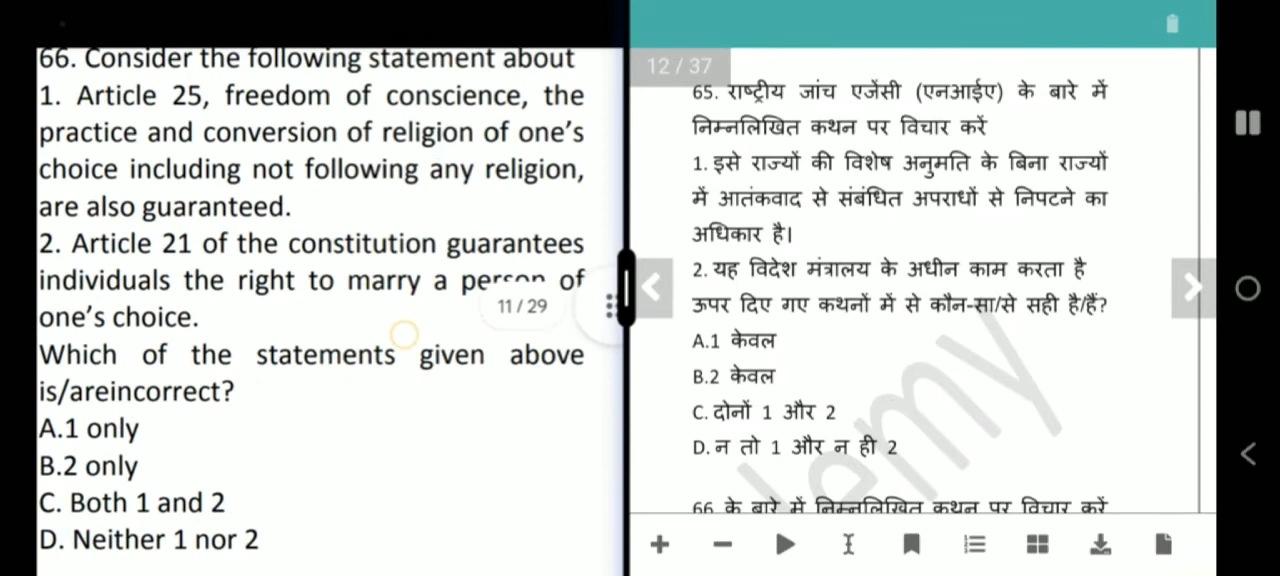 66. Consider the following statement about
1. Article 25, freedom of conscience, the
practice and conversion of religion of one's
choice including not following any religion,
are also guaranteed.
2. Article 21 of the constitution guarantees
individuals the right to marry a person of
one's choice.
Which of the statements given above
is/areincorrect?
A.1 only
B.2 only
C. Both 1 and 2
D. Neither 1 nor 2
11/29
12/37
65. राष्ट्रीय जांच एजेंसी (एनआईए) के बारे में
निम्नलिखित कथन पर विचार करें
1. इसे राज्यों की विशेष अनुमति के बिना राज्यों
में आतंकवाद से संबंधित अपराधों से निपटने का
अधिकार है।
2. यह विदेश मंत्रालय के अधीन काम करता है
ऊपर दिए गए कथनों में से कौन-सा/से सही है/हैं?
A.1 केवल
B.2 केवल
C. दोनों 1 और 2
D. न तो 1 और न ही 2
66 के बारे में निम्नलिखित कथन पर विचार करें